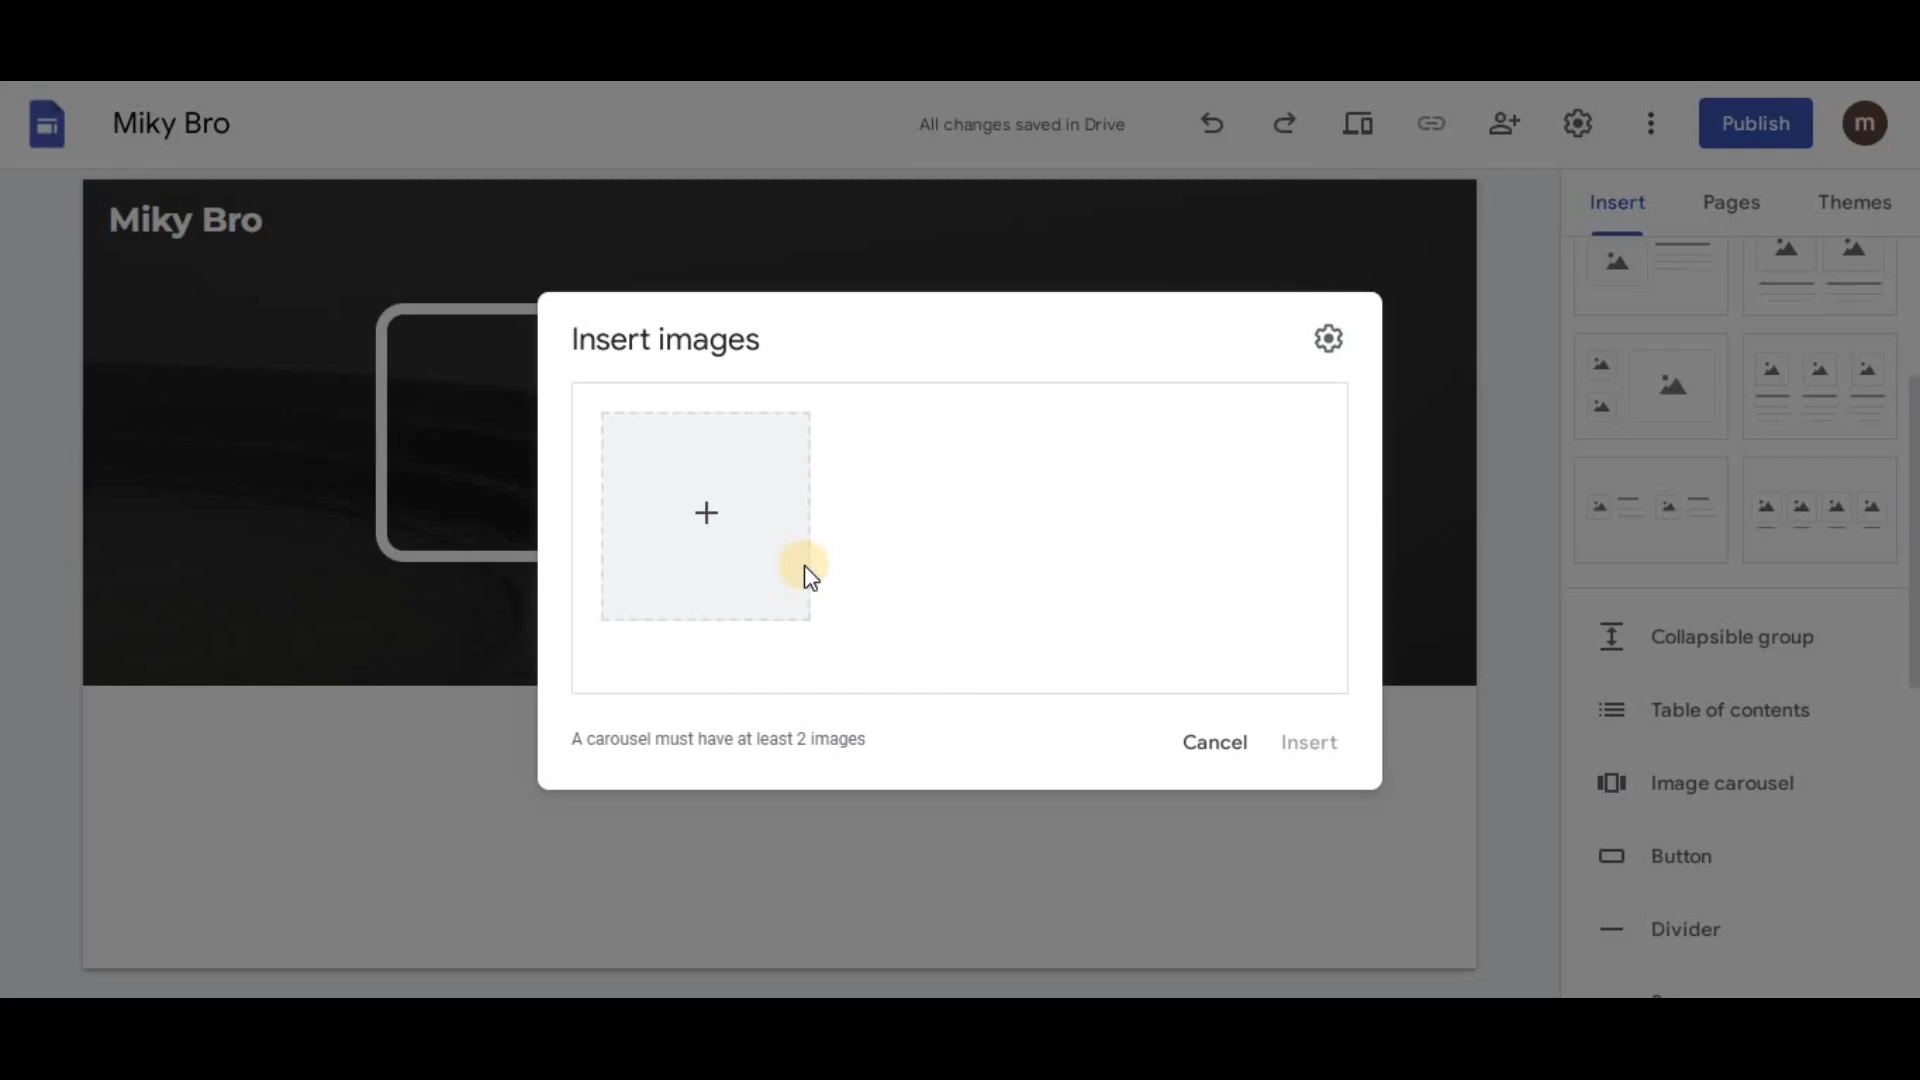 Miky Bro
All changes saved in Drive
Publish
m
Insert
Pages
Themes
Miky Bro
Insert images
A carousel must have at least 2 images
Cancel
Insert
Collapsible group
Table of contents
Image carousel
Button
Divider